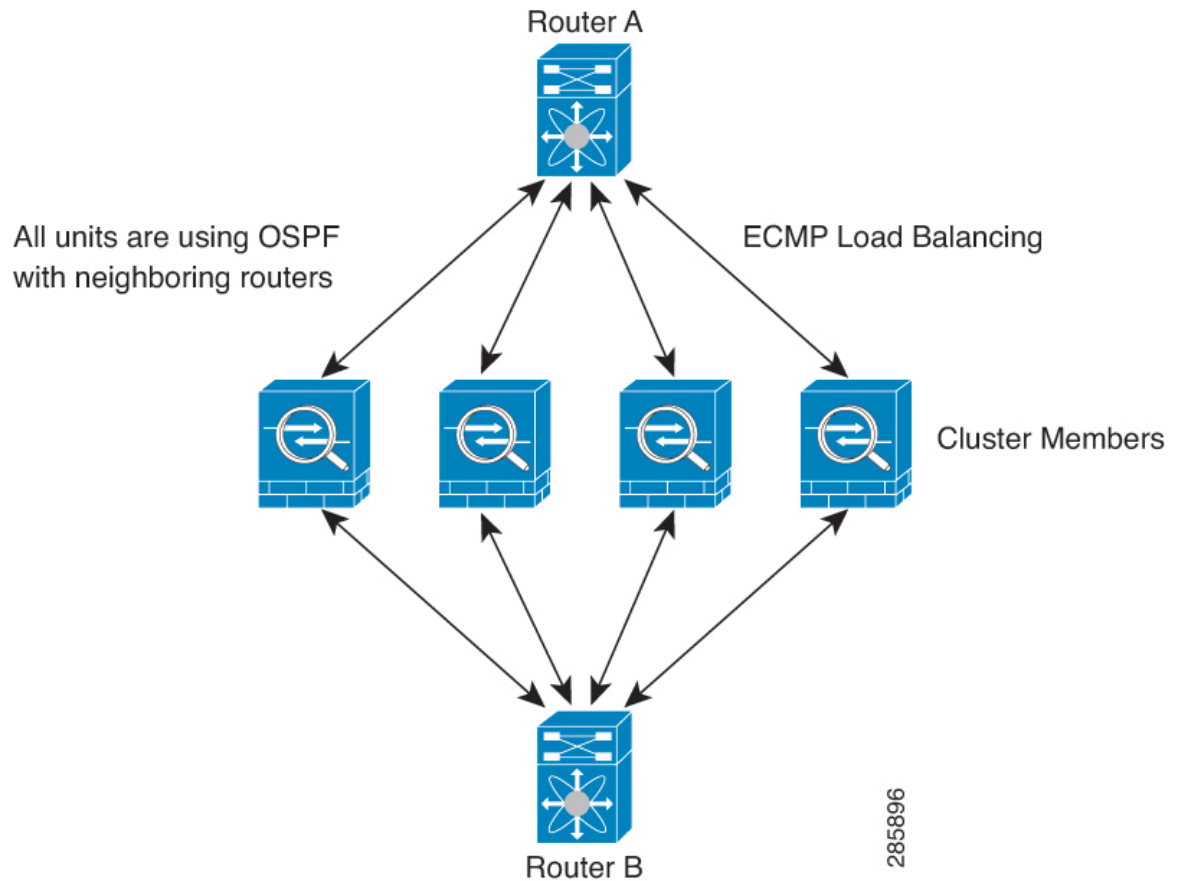 Router A
All units are using OSPF
with neighboring routers
ECMP Load Balancing
Cluster Members
Router B
285896